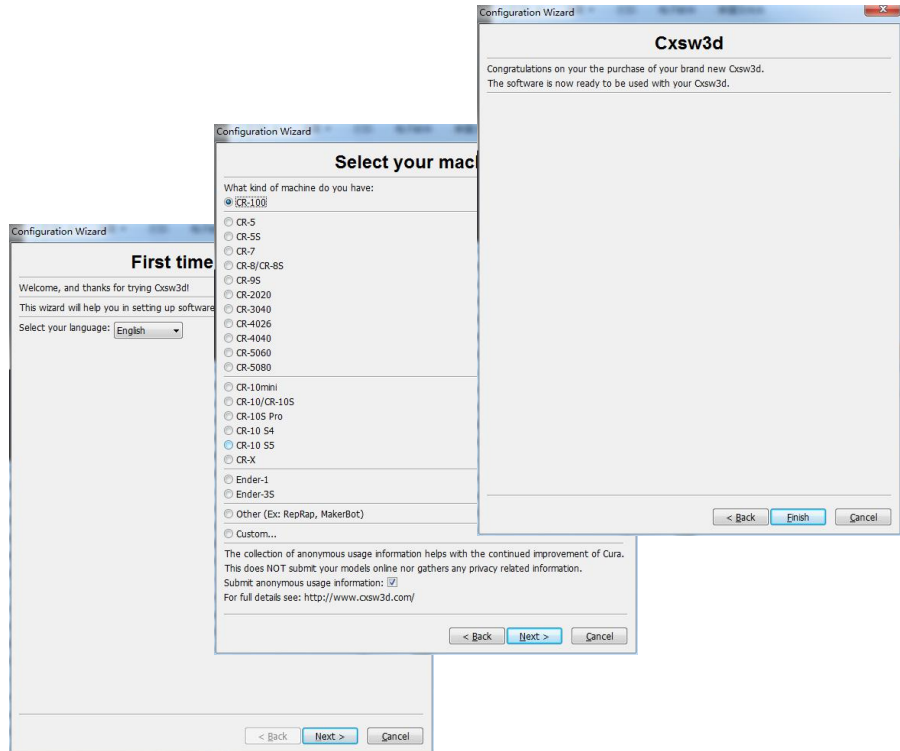 Configuration Wizard
First time
Welcome, and thanks for trying Cxsw3d!
This wizard will help you in setting up software
Select your language: English
< Back Next > Cancel
Configuration Wizard
Select your mac
What kind of machine do you have:
CR-100
CR-5
CR-5S
CR-7
CR-8/CR-8S
CR-9S
CR-2020
CR-3040
CR-4026
CR-4040
CR-5060
CR-5080
CR-10mini
CR-10/CR-10S
CR-10S Pro
CR-10 S4
CR-10 S5
CR-X
Ender-1
Ender-3S
Other (Ex: RepRap, MakerBot)
Custom...
The collection of anonymous usage information helps with the continued improvement of Cura.
This does NOT submit your models online nor gathers any privacy related information.
Submit anonymous usage information:
For full details see: http://www.cxsw3d.com/
< Back Next > Cancel
Configuration Wizard
Cxsw3d
Congratulations on your the purchase of your brand new Cxsw3d.
The software is now ready to be used with your Cxsw3d.
< Back Finish Cancel